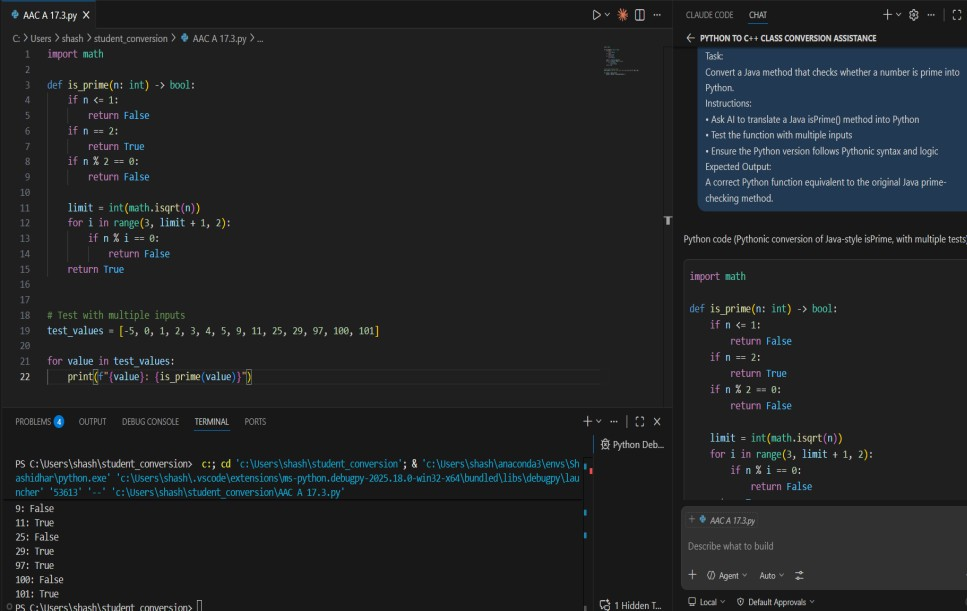 AAC A 17.3.py
C: > Users > shash > student_conversion > AAC A 17.3.py > ...
1 import math
2
3 def is_prime(n: int) -> bool:
4 if n <= 1:
5 return False
6 if n == 2:
7 return True
8 if n % 2 == 0:
9 return False
10
11 limit = int(math.isqrt(n))
12 for i in range(3, limit + 1, 2):
13 if n % i == 0:
14 return False
15 return True
16
17
18 # Test with multiple inputs
19 test_values = [-5, 0, 1, 2, 3, 4, 5, 9, 11, 25, 29, 97, 100, 101]
20
21 for value in test_values:
22 print(f"{value}: {is_prime(value)}")
PROBLEMS 4 OUTPUT DEBUG CONSOLE TERMINAL PORTS
PS C:\Users\shash\student_conversion> c:; cd 'c:\Users\shash\student_conversion'; & 'c:\Users\shash\anaconda3\envs\Sh
ashidhar\python.exe' 'c:\Users\shash\.vscode\extensions\ms-python.debugpy-2025.18.0-win32-x64\bundled\libs\debugpy\lau
ncher' '53613' '--' 'c:\Users\shash\student_conversion\AAC A 17.3.py'
9: False
11: True
25: False
29: True
97: True
100: False
101: True
PS C:\Users\shash\student_conversion>
Python Deb...
1 Hidden T...
CLAUDE CODE CHAT
PYTHON TO C++ CLASS CONVERSION ASSISTANCE
Task:
Convert a Java method that checks whether a number is prime into
Python.
Instructions:
• Ask AI to translate a Java isPrime() method into Python
• Test the function with multiple inputs
• Ensure the Python version follows Pythonic syntax and logic
Expected Output:
A correct Python function equivalent to the original Java prime-
checking method.
Python code (Pythonic conversion of Java-style isPrime, with multiple tests)
import math
def is_prime(n: int) -> bool:
if n <= 1:
return False
if n == 2:
return True
if n % 2 == 0:
return False
limit = int(math.isqrt(n))
for i in range(3, limit + 1, 2):
if n % i == 0:
return False
AAC A 17.3.py
Describe what to build
Agent Auto
Local Default Approvals